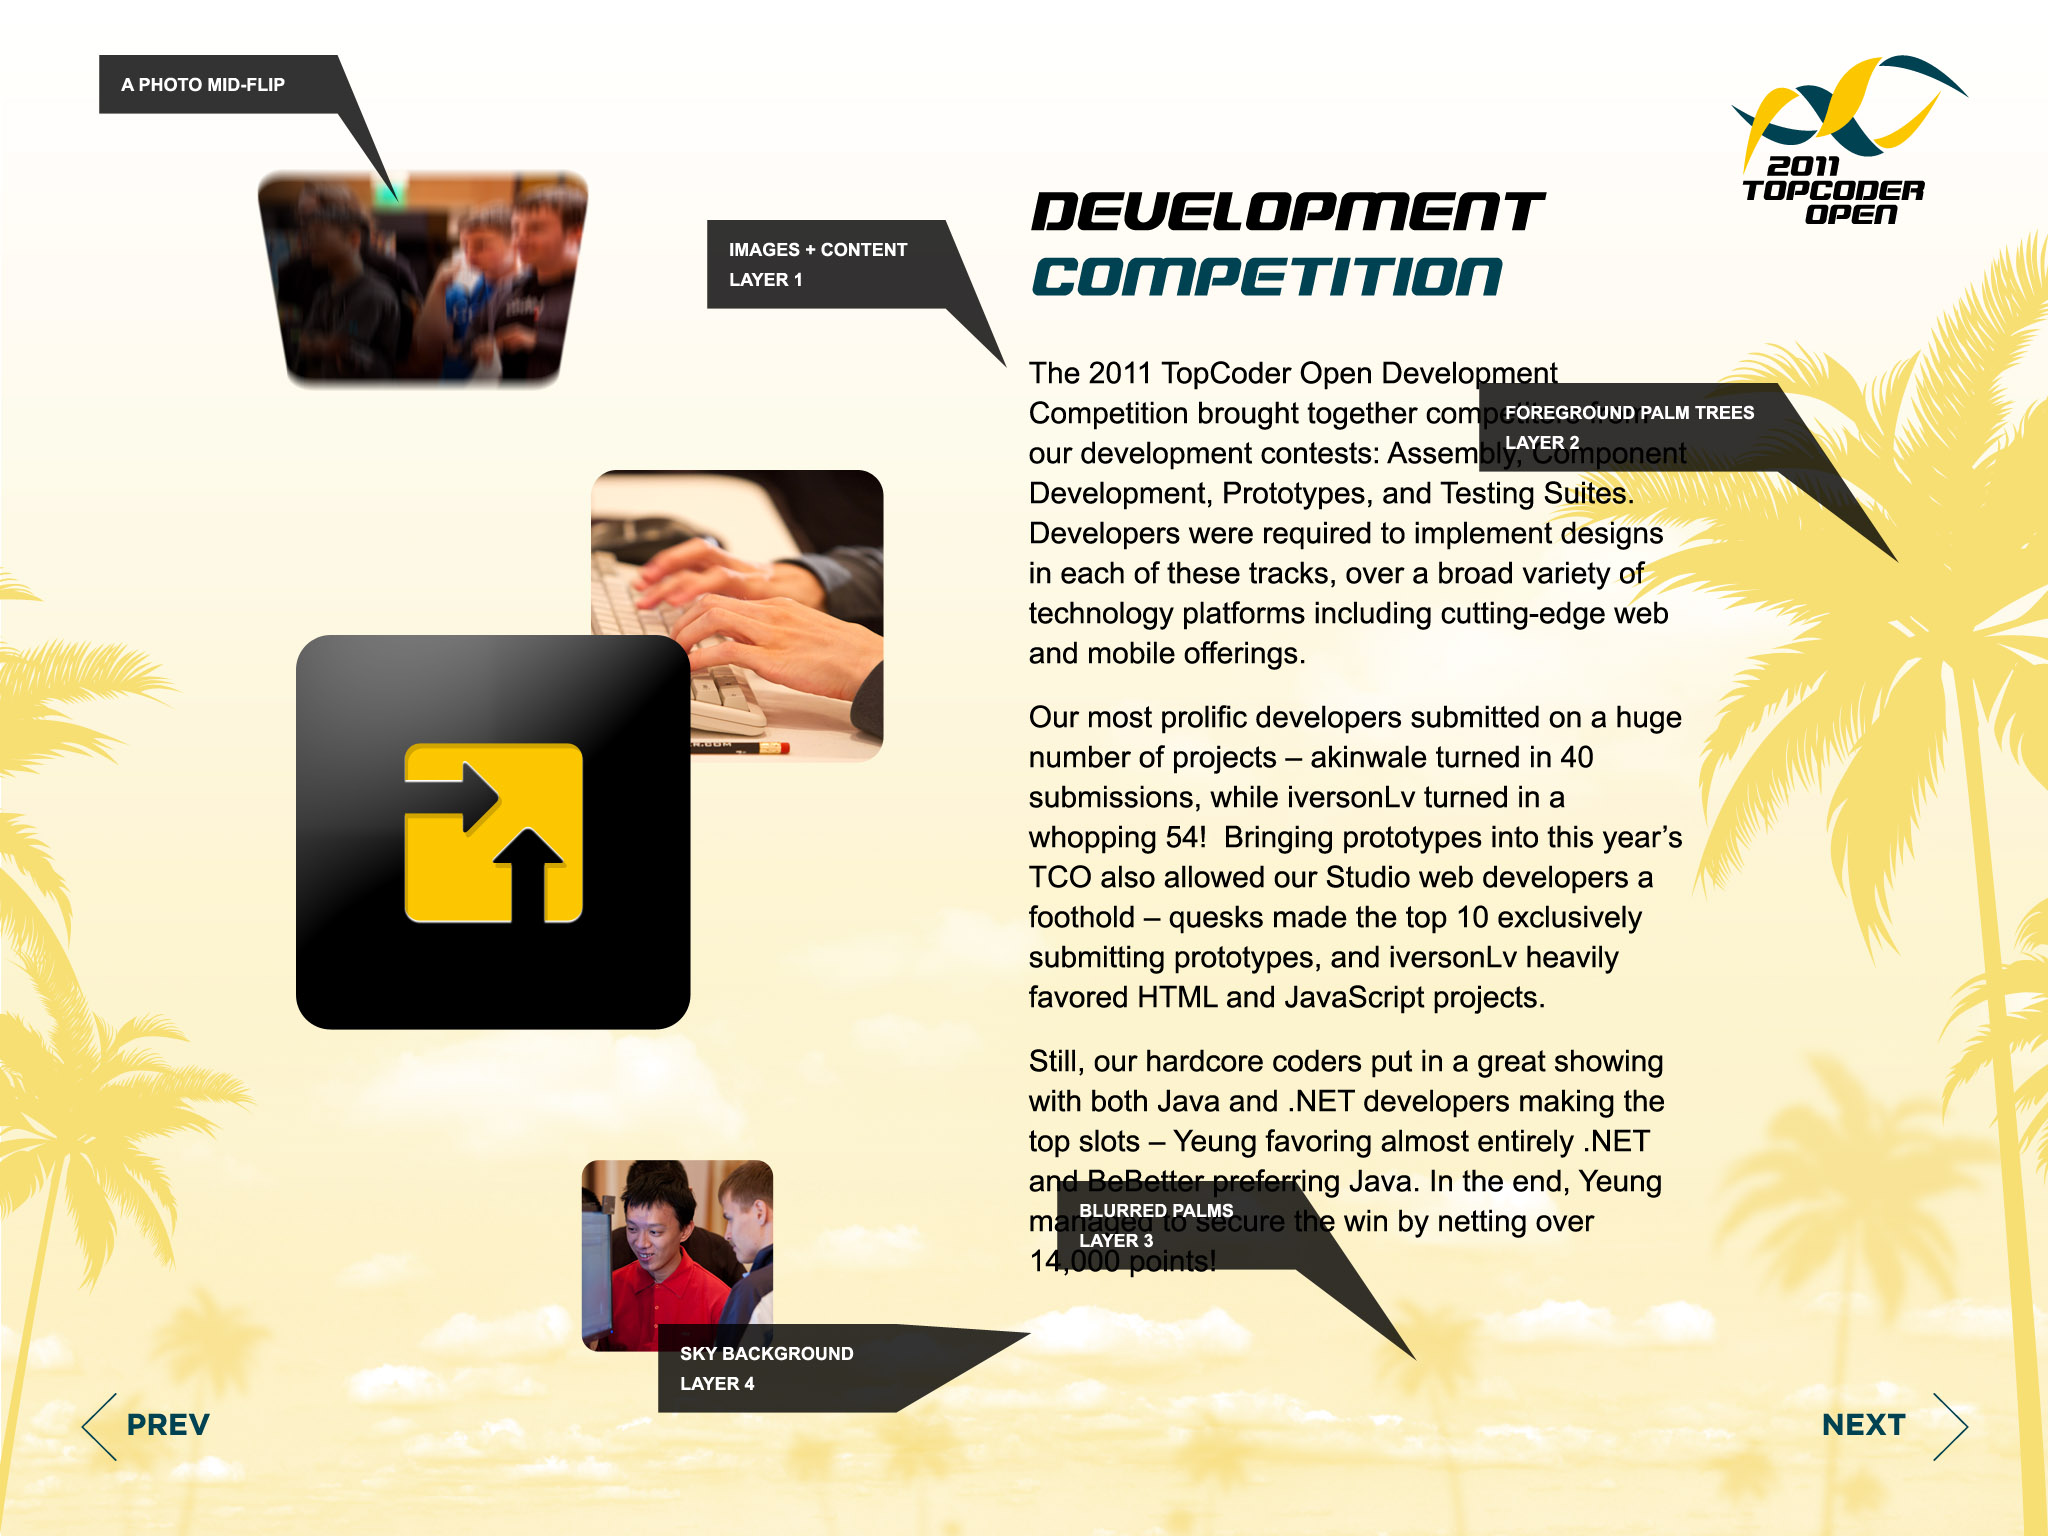 A PHOTO MID-FLIP
2011
TOPCODER
OPEN
IMAGES + CONTENT
LAYER 1
DEVELOPMENT
COMPETITION
The 2011 TopCoder Open Development
Competition brought together competitors from
our development contests: Assembly, Component
Development, Prototypes, and Testing Suites.
Developers were required to implement designs
in each of these tracks, over a broad variety of
technology platforms including cutting-edge web
and mobile offerings.
FOREGROUND PALM TREES
LAYER 2
Our most prolific developers submitted on a huge
number of projects – akinwale turned in 40
submissions, while iversonLv turned in a
whopping 54!  Bringing prototypes into this year’s
TCO also allowed our Studio web developers a
foothold – quesks made the top 10 exclusively
submitting prototypes, and iversonLv heavily
favored HTML and JavaScript projects.
Still, our hardcore coders put in a great showing
with both Java and .NET developers making the
top slots – Yeung favoring almost entirely .NET
and BeBetter preferring Java. In the end, Yeung
managed to secure the win by netting over
14,000 points!
BLURRED PALMS
LAYER 3
SKY BACKGROUND
LAYER 4
PREV
NEXT